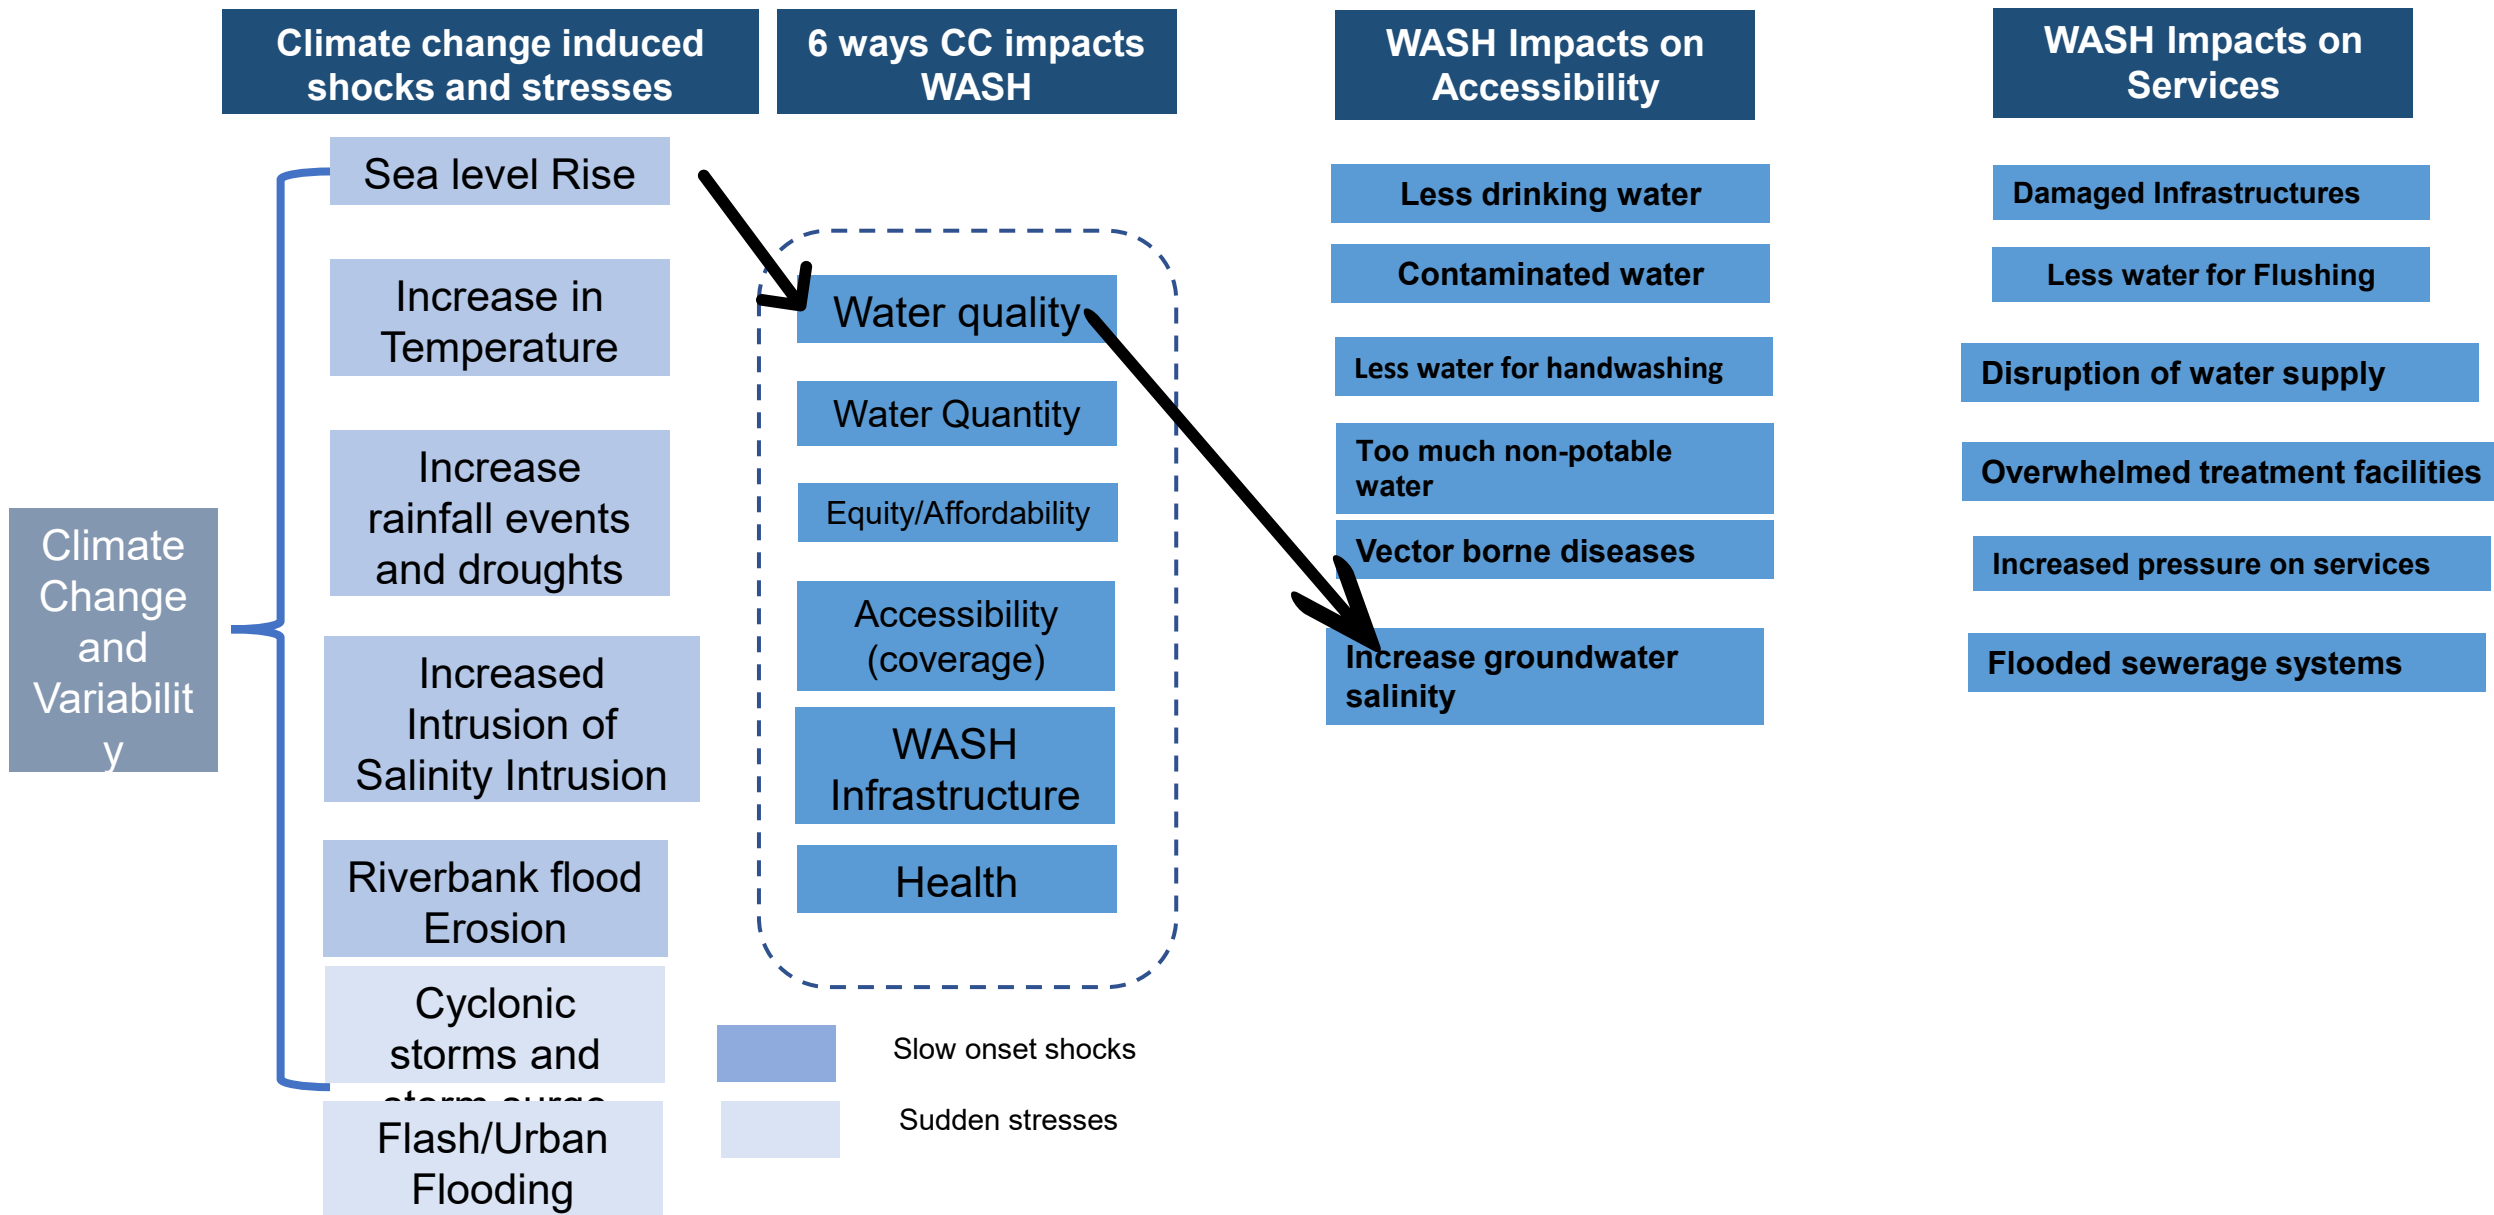 Climate change induced
shocks and stresses
6 ways CC impacts
WASH
WASH Impacts on
Accessibility
WASH Impacts on
Services
Climate
Change
and
Variabilit
y
Sea level Rise
Increase in
Temperature
Increase
rainfall events
and droughts
Increased
Intrusion of
Salinity Intrusion
Riverbank flood
Erosion
Cyclonic
storms and
storm surge
Flash/Urban
Flooding
Water quality
Water Quantity
Equity/Affordability
Accessibility
(coverage)
WASH
Infrastructure
Health
Slow onset shocks
Sudden stresses
Less drinking water
Contaminated water
Less water for handwashing
Too much non-potable
water
Vector borne diseases
Increase groundwater
salinity
Damaged Infrastructures
Less water for Flushing
Disruption of water supply
Overwhelmed treatment facilities
Increased pressure on services
Flooded sewerage systems